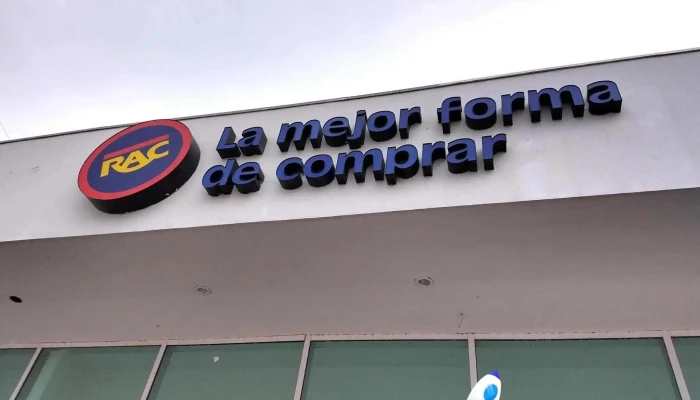 RAC
La mejor forma
de comprar